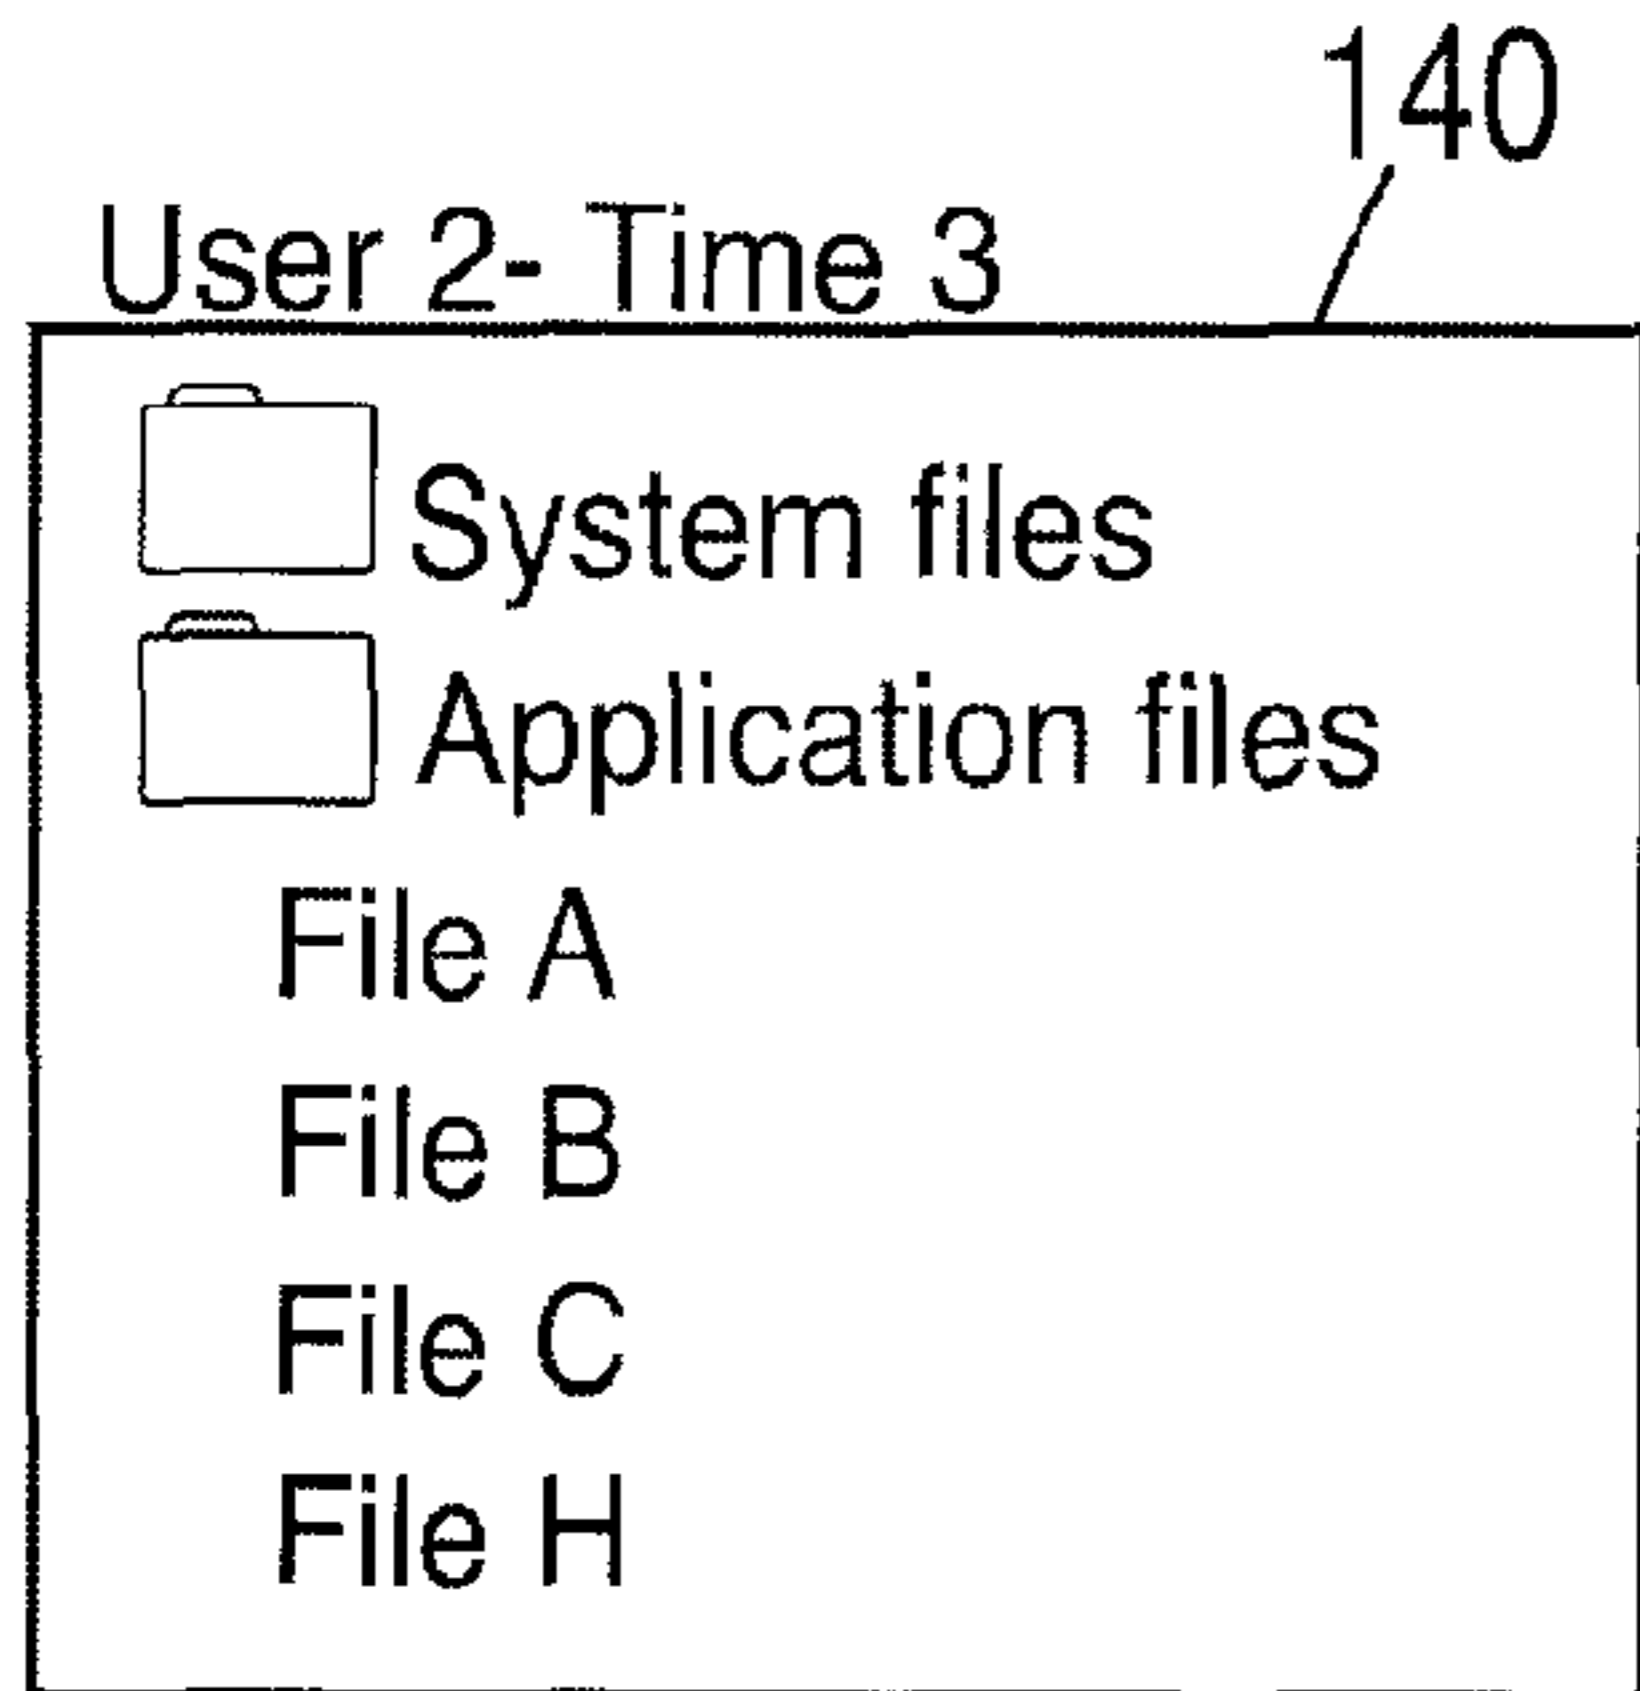 140
User 2- Time 3
System files
Application files
File A
File B
File C
File H